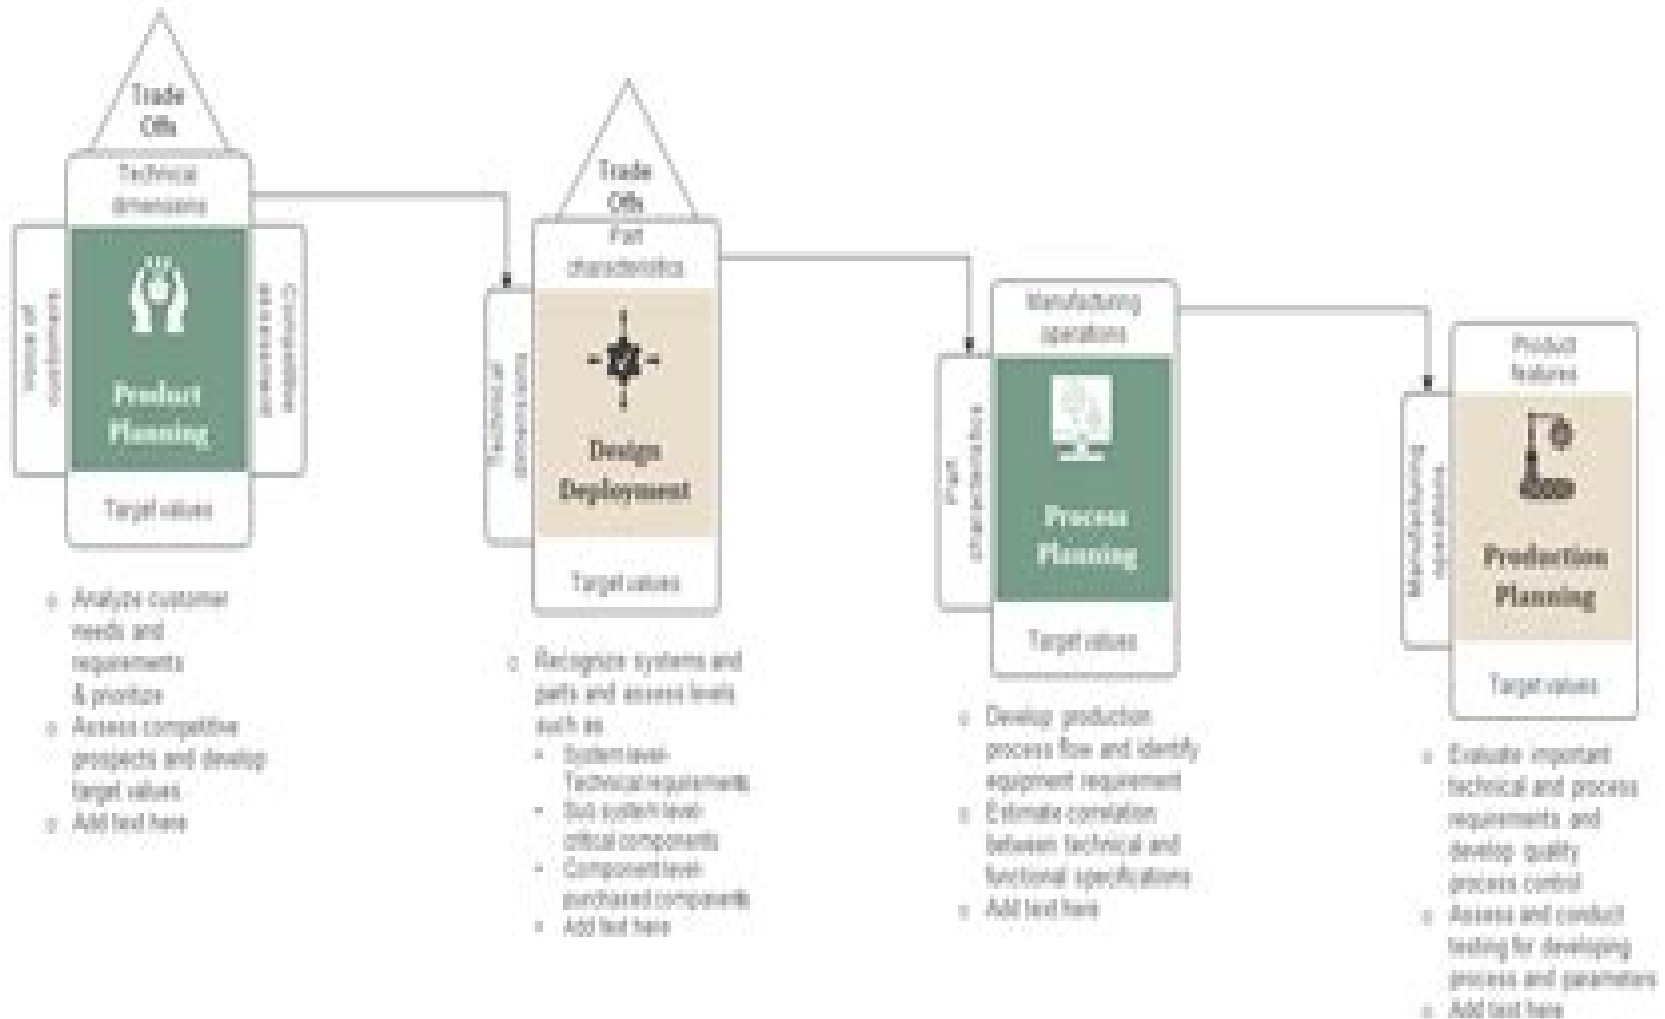 Trade
Offs
Technical
dimensions
Voice of
customers
Product
Planning
Competitive
assessment
Target values
o Analyze customer
needs and
requirements
& prioritize
o Assess competitive
prospects and develop
target values
o Add text here
Trade
Offs
Part
characteristics
Technical
dimensions
Design
Deployment
Target values
o Recognize systems and
parts and assess levels
such as
• System level-
Technical requirements
• Sub system level-
critical components
• Component level-
purchased components
• Add text here
Manufacturing
operations
Part
characteristics
Process
Planning
Target values
o Develop production
process flow and identify
equipment requirement
o Estimate correlation
between technical and
functional specifications
o Add text here
Product
features
Manufacturing
operations
Production
Planning
Target values
o Evaluate important
technical and process
requirements and
develop quality
process control
o Assess and conduct
testing for developing
process and parameters
o Add text here